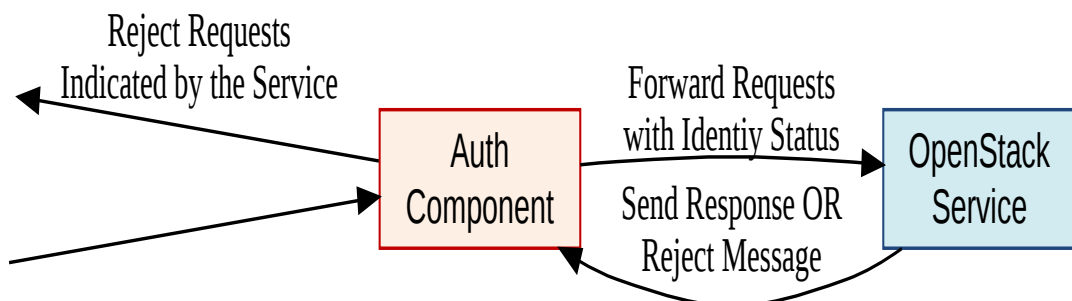 Reject Requests
Indicated by the Service
Forward Requests
with Identiy Status
Auth
Component
OpenStack
Service
Send Response OR
Reject Message